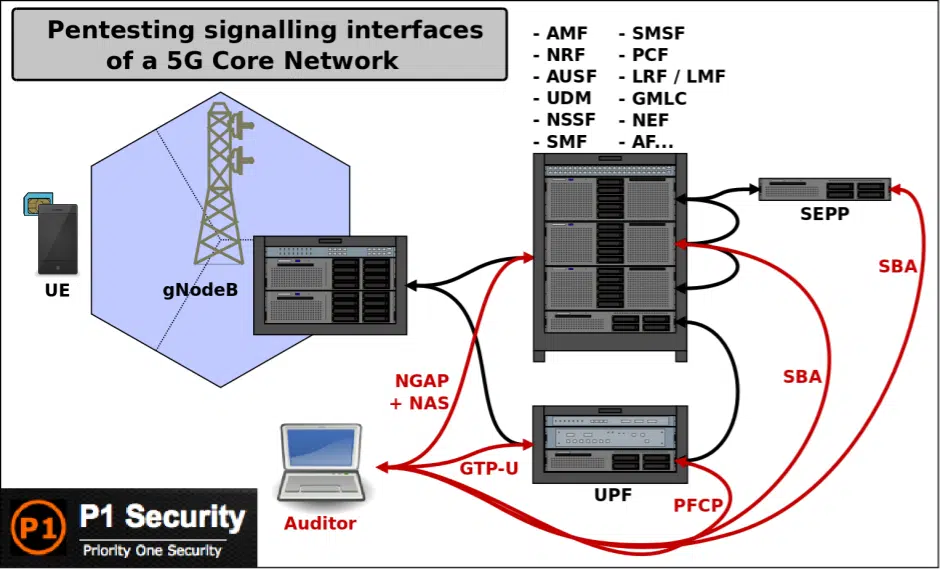 Pentesting signalling interfaces
of a 5G Core Network
- AMF
- NRF
- AUSF
- UDM
- NSSF
- SMF
- SMSF
- PCF
- LRF / LMF
- GMLC
- NEF
- AF...
SEPP
UE
gNodeB
SBA
NGAP
+ NAS
SBA
GTP-U
UPF
PFCP
Auditor
P1
P1 Security
Priority One Security